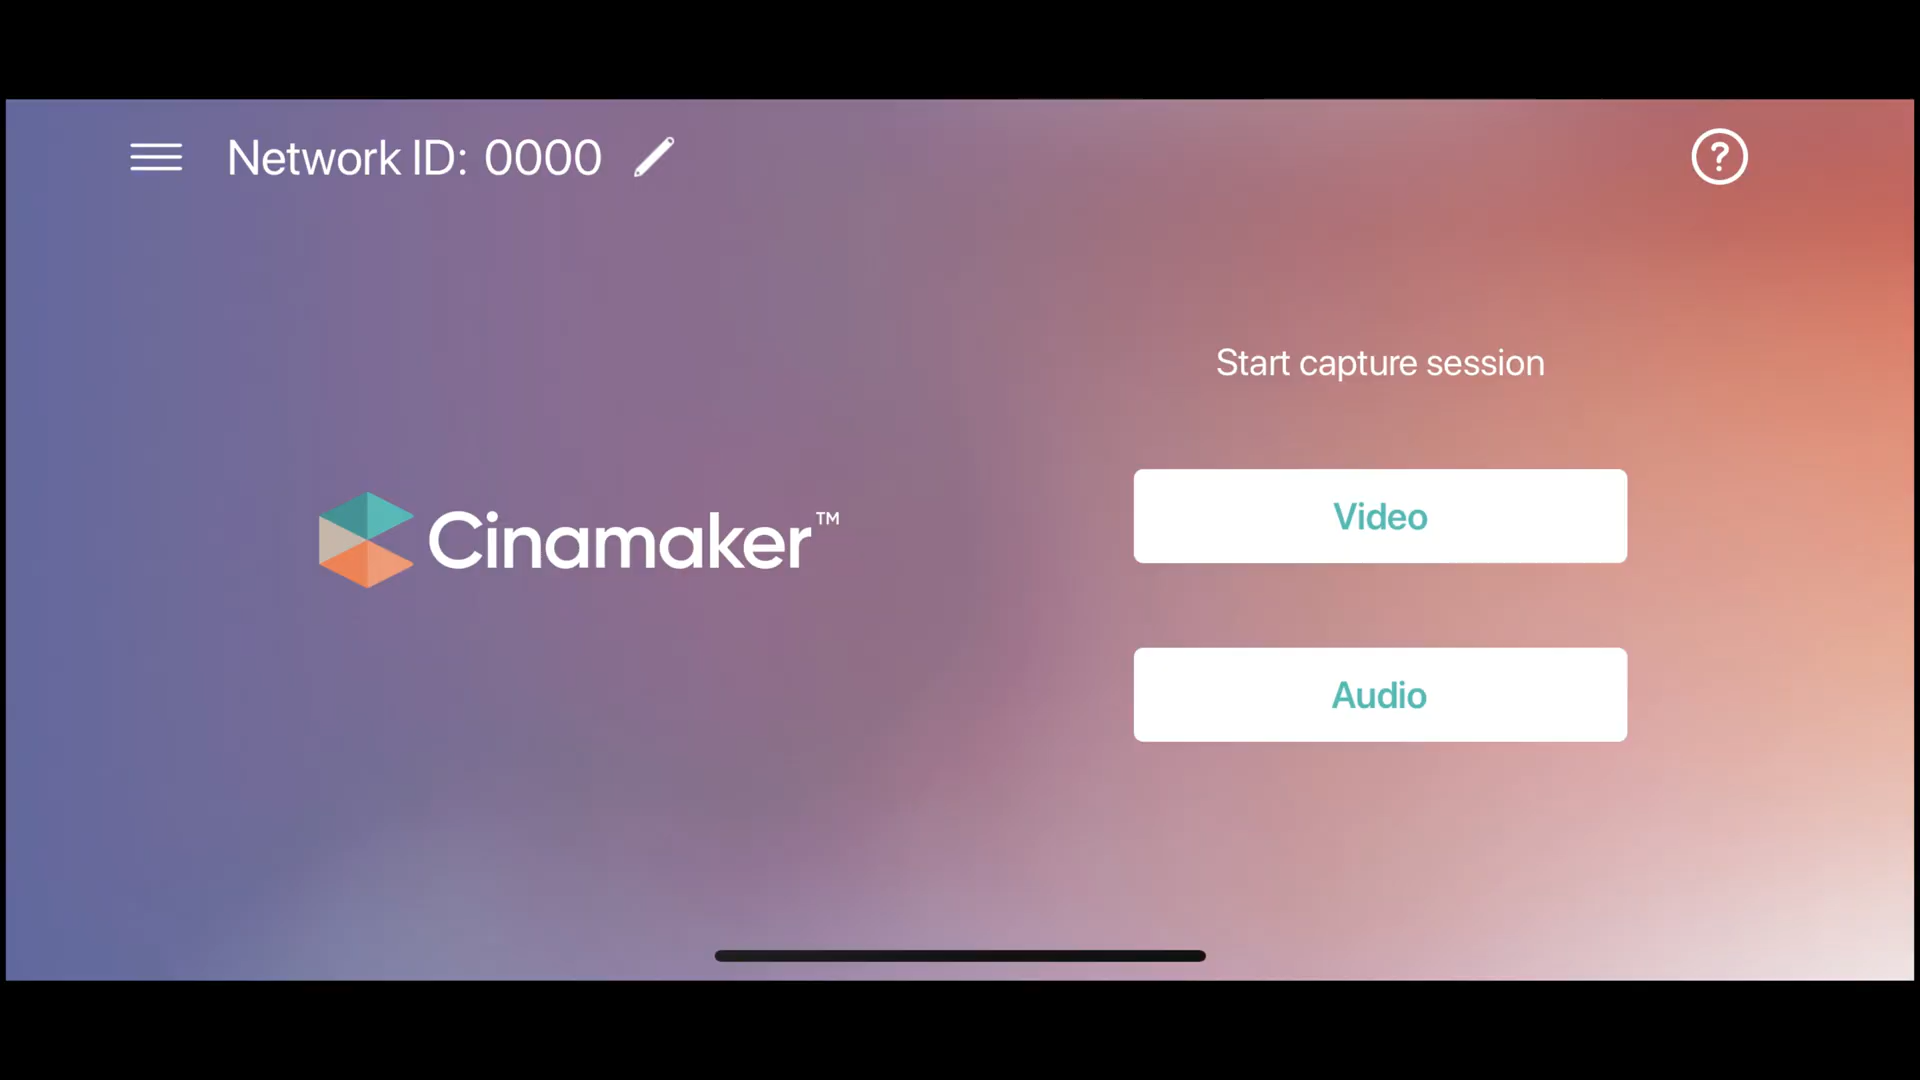 Network ID: 0000
?
Start capture session
Cinamaker™
Video
Audio